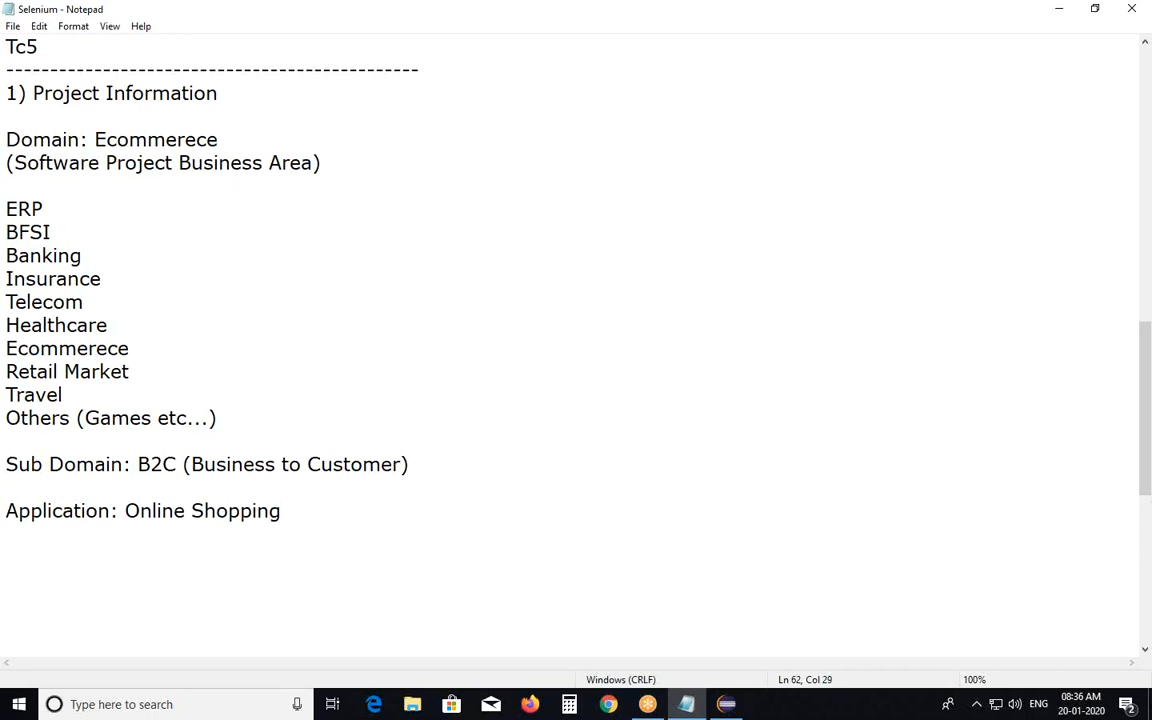 Selenium - Notepad
File Edit Format View Help
Tc5
-----------------------------------------------
1) Project Information
Domain: Ecommerece
(Software Project Business Area)
ERP
BFSI
Banking
Insurance
Telecom
Healthcare
Ecommerece
Retail Market
Travel
Others (Games etc...)
Sub Domain: B2C (Business to Customer)
Application: Online Shopping
Windows (CRLF) Ln 62, Col 29 100%
Type here to search
ENG
08:36 AM
20-01-2020
2